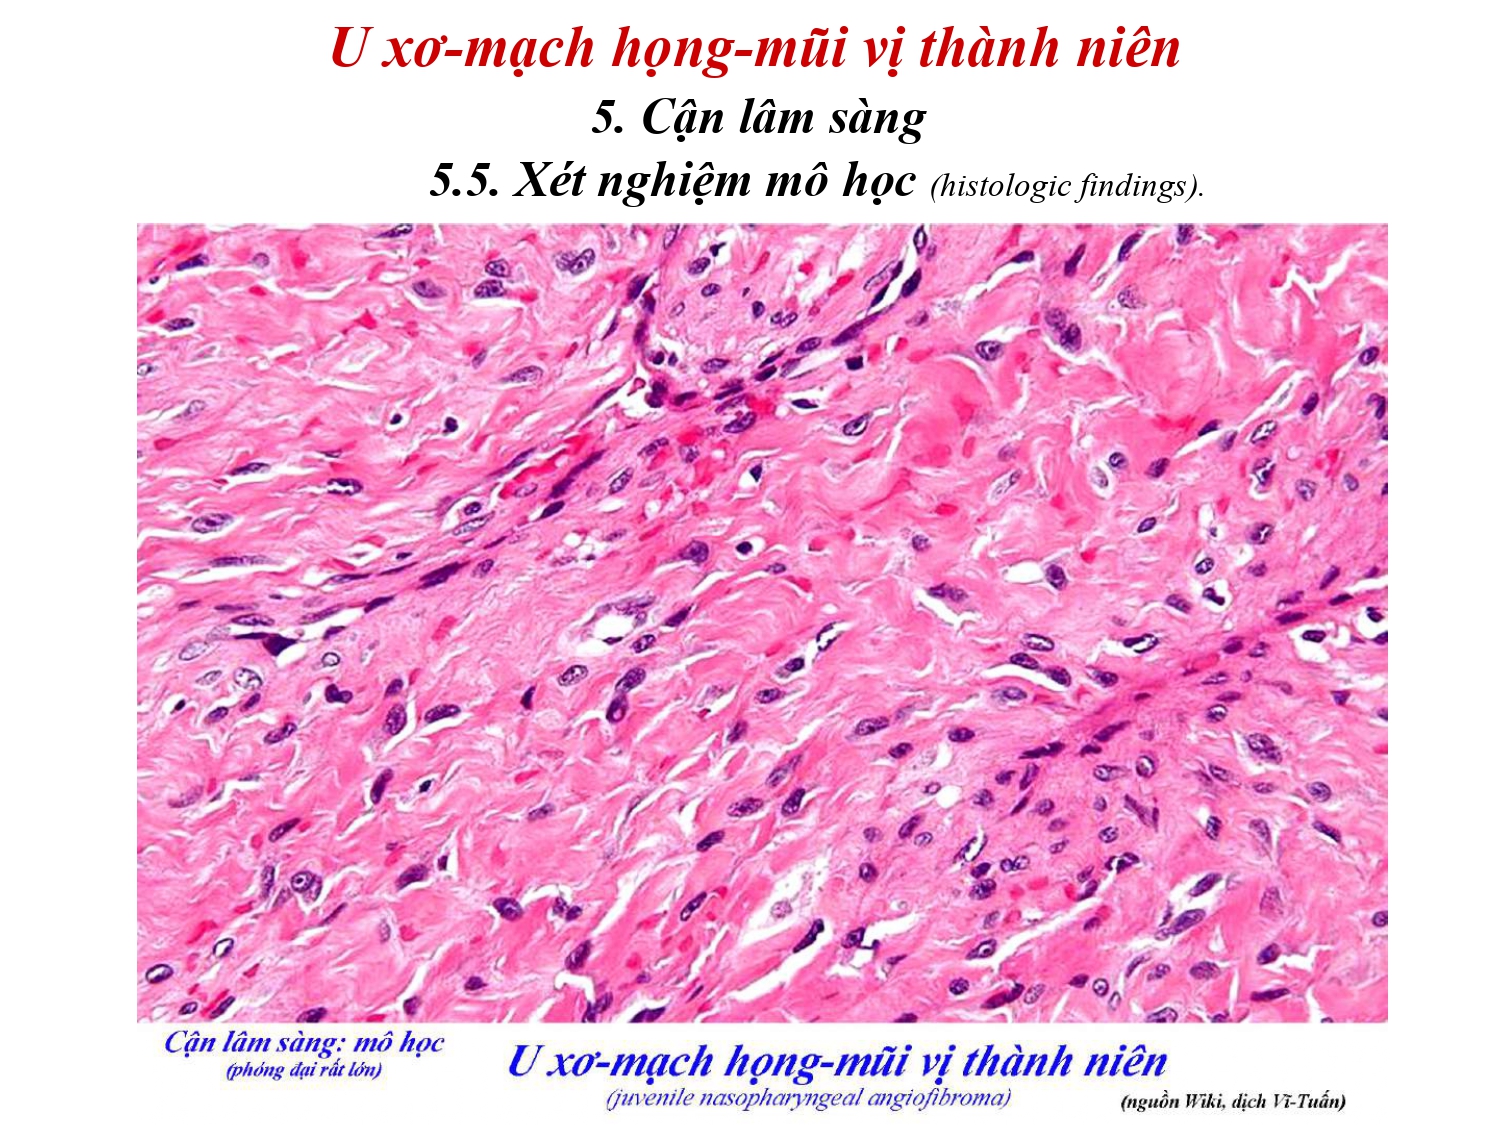 U xơ-mạch họng-mũi vị thành niên
5. Cận lâm sàng
5.5. Xét nghiệm mô học (histologic findings).
Cận lâm sàng: mô học
(phóng đại rất lớn)
U xơ-mạch họng-mũi vị thành niên
(juvenile nasopharyngeal angiofibroma)
(nguồn Wiki, dịch Vĩ-Tuấn)